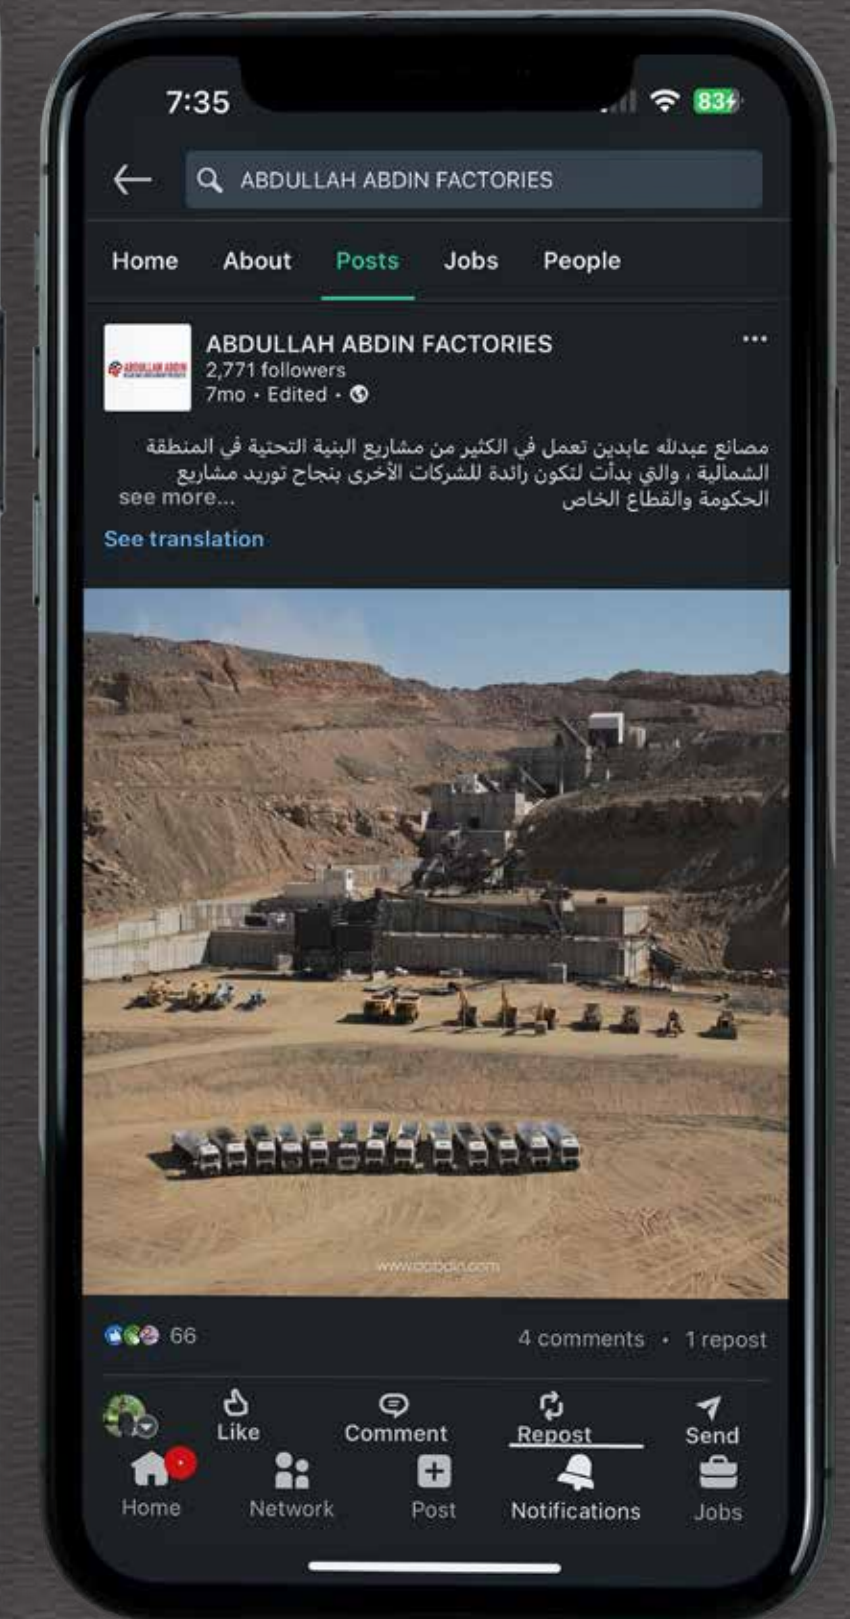 7:35
83
ABDULLAH ABDIN FACTORIES
Home About Posts Jobs People
ABDULLAH ABDIN
ABDULLAH ABDIN FACTORIES
2,771 followers
7mo • Edited •
مصانع عبدلله عابدين تعمل في الكثير من مشاريع البنية التحتية في المنطقة
الشمالية ، والتي بدأت لتكون رائدة للشركات الأخرى بنجاح توريد مشاريع
الحكومة والقطاع الخاص
see more...
See translation
66
4 comments • 1 repost
Like Comment Repost Send
Home Network Post Notifications Jobs